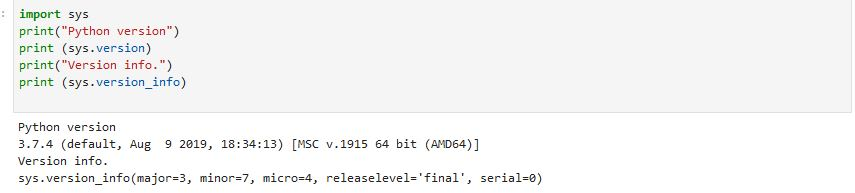 : import sys
print("Python version")
print (sys.version)
print("Version info.")
print (sys.version_info)
Python version
3.7.4 (default, Aug  9 2019, 18:34:13) [MSC v.1915 64 bit (AMD64)]
Version info.
sys.version_info(major=3, minor=7, micro=4, releaselevel='final', serial=0)